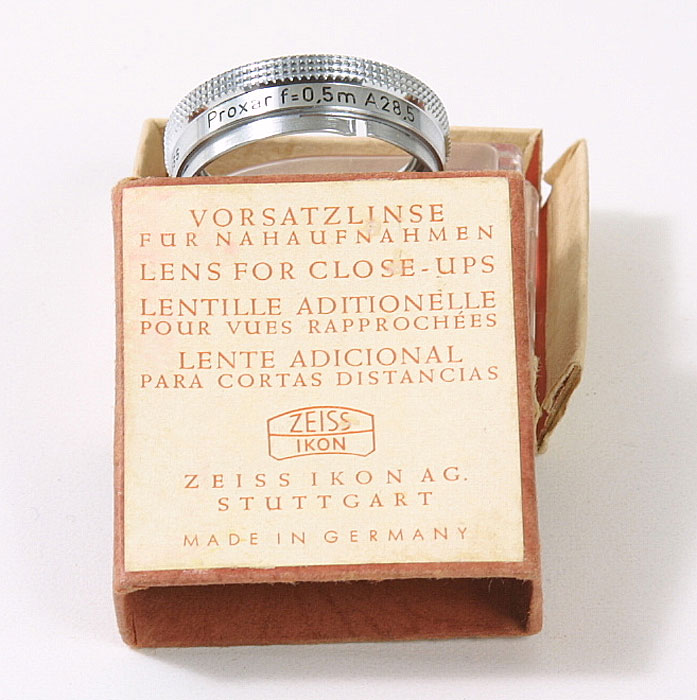 Proxar f=0,5m A28,5
VORSATZLINSE
FÜR NAHAUFNAHMEN
LENS FOR CLOSE-UPS
LENTILLE ADITIONELLE
POUR VUES RAPPROCHÉES
LENTE ADICIONAL
PARA CORTAS DISTANCIAS
ZEISS
IKON
ZEISS IKON AG.
STUTTGART
MADE IN GERMANY